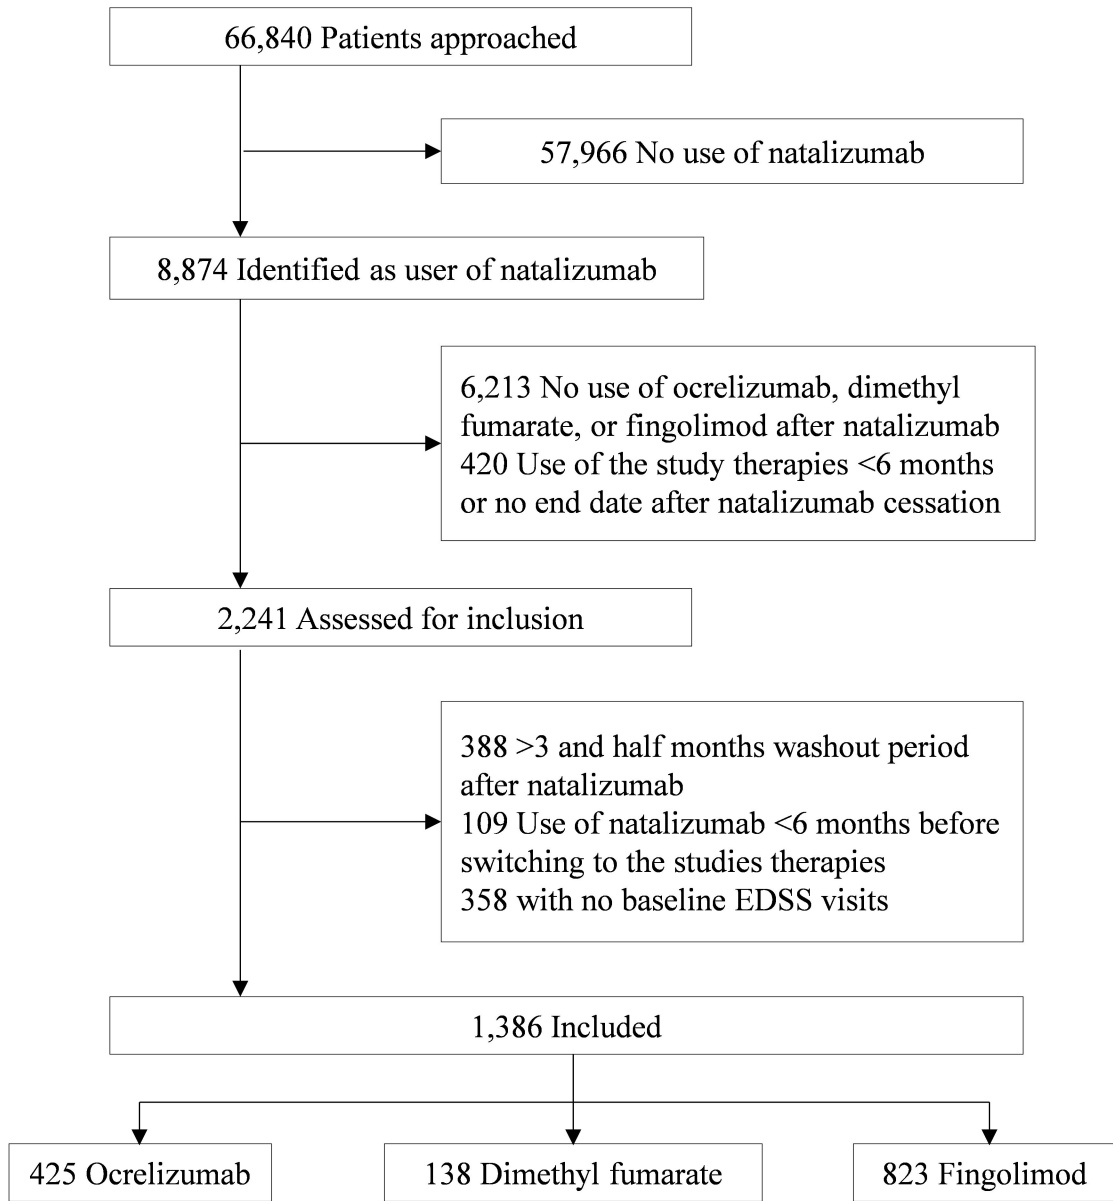 66,840 Patients approached
57,966 No use of natalizumab
8,874 Identified as user of natalizumab
6,213 No use of ocrelizumab, dimethyl
fumarate, or fingolimod after natalizumab
420 Use of the study therapies <6 months
or no end date after natalizumab cessation
2,241 Assessed for inclusion
388 >3 and half months washout period
after natalizumab
109 Use of natalizumab <6 months before
switching to the studies therapies
358 with no baseline EDSS visits
1,386 Included
425 Ocrelizumab
138 Dimethyl fumarate
823 Fingolimod